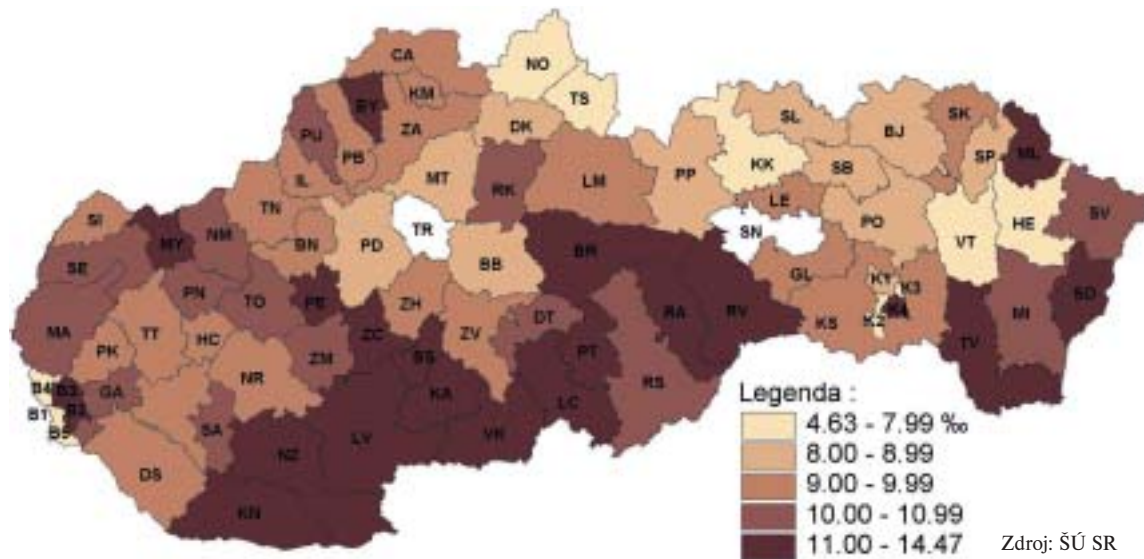 CA
NO
BY
KM
TS
PU
ZA
DK
SL
BJ
SK
ML
PB
KK
SP
IL
MT
RK
LM
PP
SB
LE
SI
TN
PO
SV
MY
NM
BN
PD
TR
SN
VT
HE
SE
BB
BR
GL
K1
K3
PN
TO
PE
ZH
SO
MA
ZC
ZV
DT
RA
RV
KS
K2
K4
TV
MI
TT
HC
PK
ZM
BS
PT
NR
KA
RS
B4
B3
GA
B1
B2
B5
SA
LC
LV
VK
DS
NZ
KN
Legenda :
4.63 - 7.99 ‰
8.00 - 8.99
9.00 - 9.99
10.00 - 10.99
11.00 - 14.47
Zdroj: ŠÚ SR